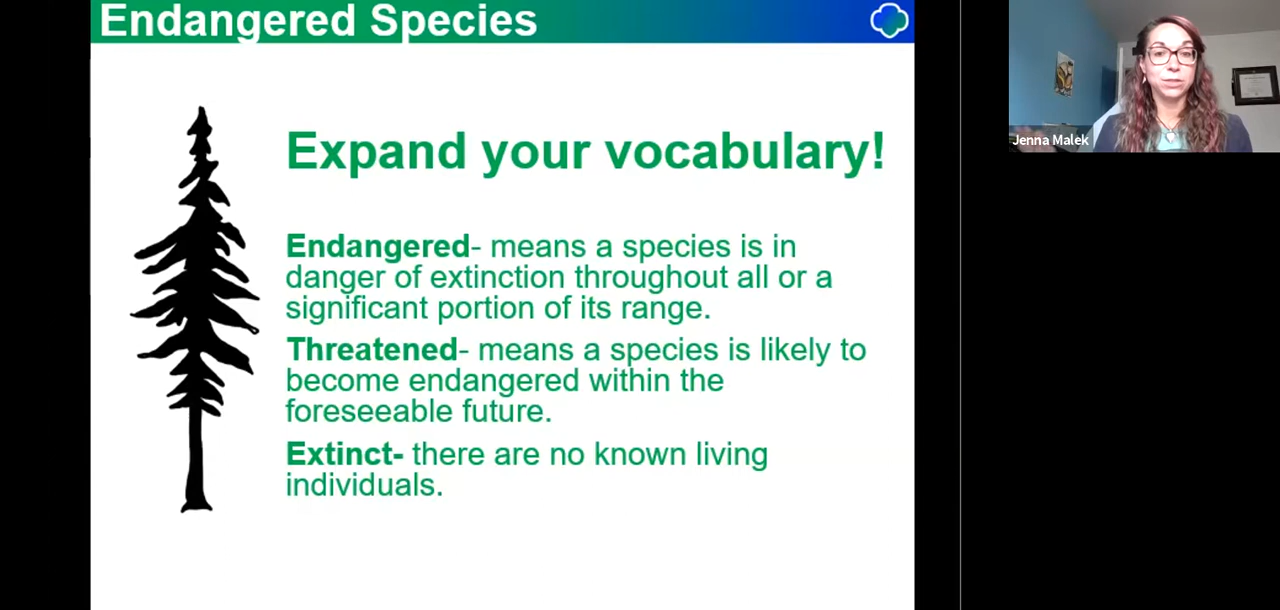 Endangered Species
Expand your vocabulary!
Endangered- means a species is in
danger of extinction throughout all or a
significant portion of its range.
Threatened- means a species is likely to
become endangered within the
foreseeable future.
Extinct- there are no known living
individuals.
Jenna Malek